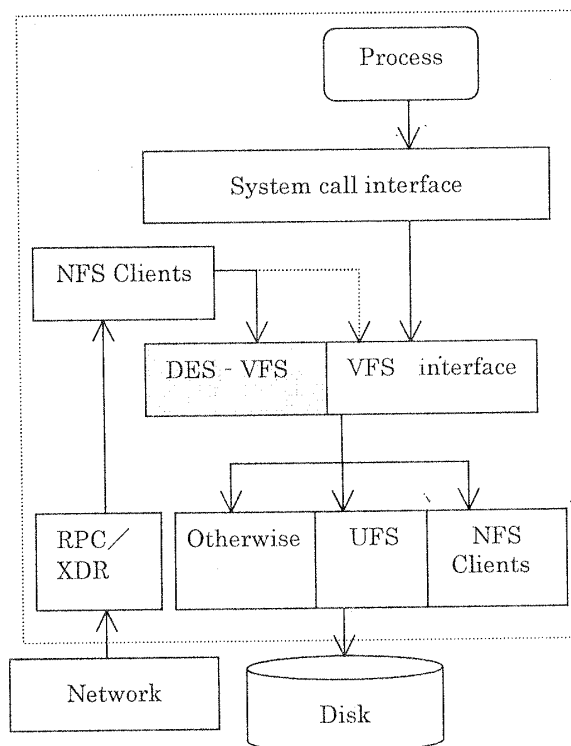 Process
System call interface
NFS Clients
DES - VFS
VFS interface
RPC／
XDR
Otherwise
UFS
NFS
Clients
Network
Disk